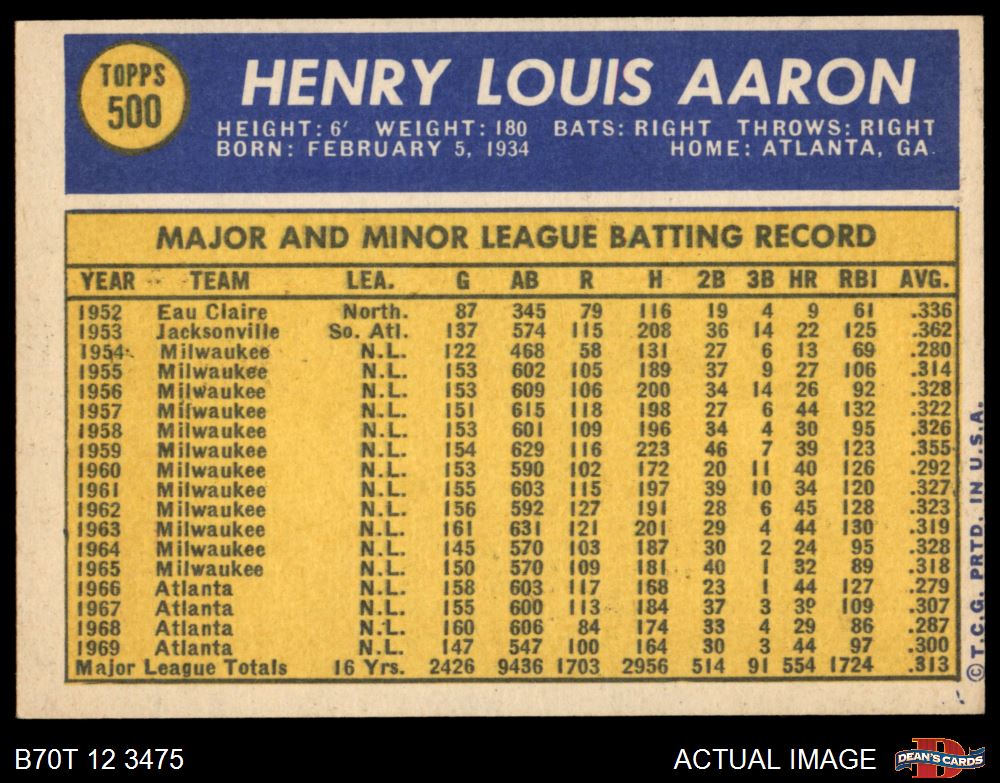 TOPPS
500
HENRY LOUIS AARON
HEIGHT: 6′ WEIGHT: 180 BATS: RIGHT THROWS: RIGHT
BORN: FEBRUARY 5, 1934 HOME: ATLANTA, GA.
MAJOR AND MINOR LEAGUE BATTING RECORD
YEAR TEAM LEA. G AB R H 2B 3B HR RBI AVG.
1952 Eau Claire North. 87 345 79 116 19 4 9 61 .336
1953 Jacksonville So. Atl. 137 574 115 208 36 14 22 125 .362
1954 Milwaukee N.L. 122 468 58 131 27 6 13 69 .280
1955 Milwaukee N.L. 153 602 105 189 37 9 27 106 .314
1956 Milwaukee N.L. 153 609 106 200 34 14 26 92 .328
1957 Milwaukee N.L. 151 615 118 198 27 6 44 132 .322
1958 Milwaukee N.L. 153 601 109 196 34 4 30 95 .326
1959 Milwaukee N.L. 154 629 116 223 46 7 39 123 .355
1960 Milwaukee N.L. 153 590 102 172 20 11 40 126 .292
1961 Milwaukee N.L. 155 603 115 197 39 10 34 120 .327
1962 Milwaukee N.L. 156 592 127 191 28 6 45 128 .323
1963 Milwaukee N.L. 161 631 121 201 29 4 44 130 .319
1964 Milwaukee N.L. 145 570 103 187 30 2 24 95 .328
1965 Milwaukee N.L. 150 570 109 181 40 1 32 89 .318
1966 Atlanta N.L. 158 603 117 168 23 1 44 127 .279
1967 Atlanta N.L. 155 600 113 184 37 3 39 109 .307
1968 Atlanta N.L. 160 606 84 174 33 4 29 86 .287
1969 Atlanta N.L. 147 547 100 164 30 3 44 97 .300
Major League Totals 16 Yrs. 2426 9436 1703 2956 514 91 554 1724 .313
©T.C.G. PRTD. IN U.S.A.
B70T 12 3475
ACTUAL IMAGE
DEAN'S CARDS